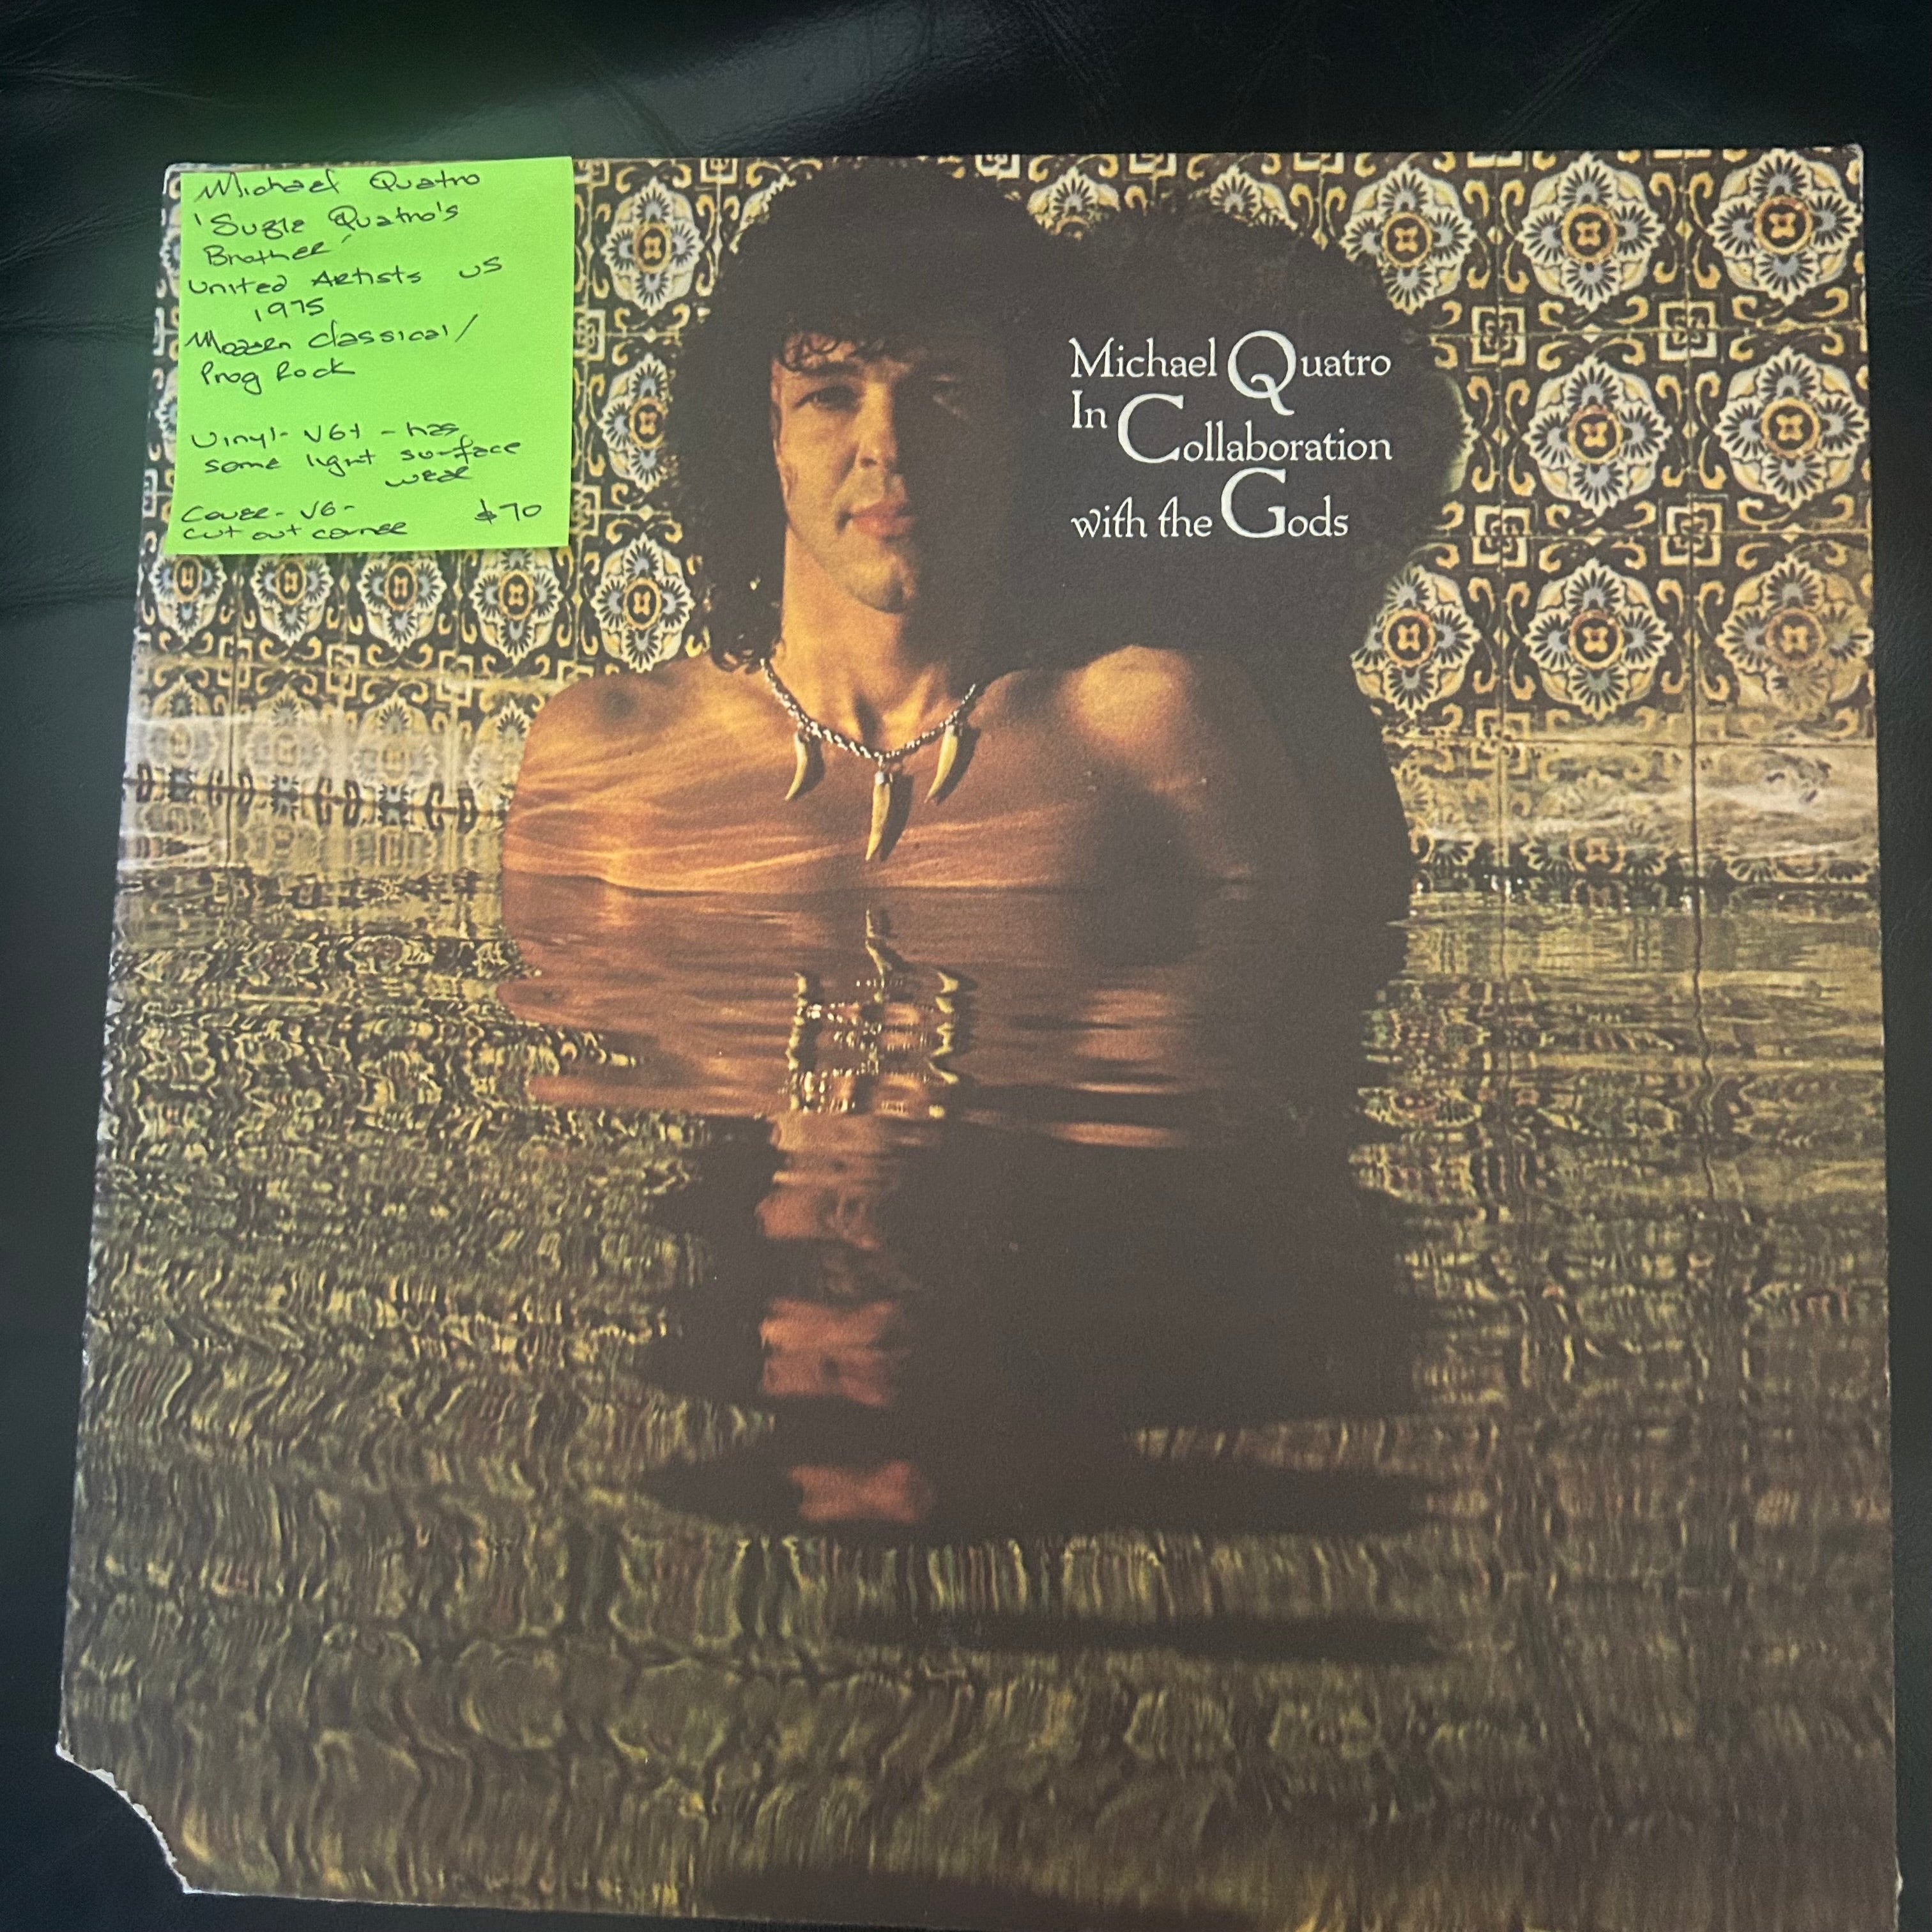 Michael Quatro
'Suzie Quatro's
Brother'
United Artists US
1975
Modern Classical/
Prog Rock
Vinyl- VG+ - has
some light surface
wear
Cover- VG- $70
cut out corner
Michael Quatro
In Collaboration
with the Gods